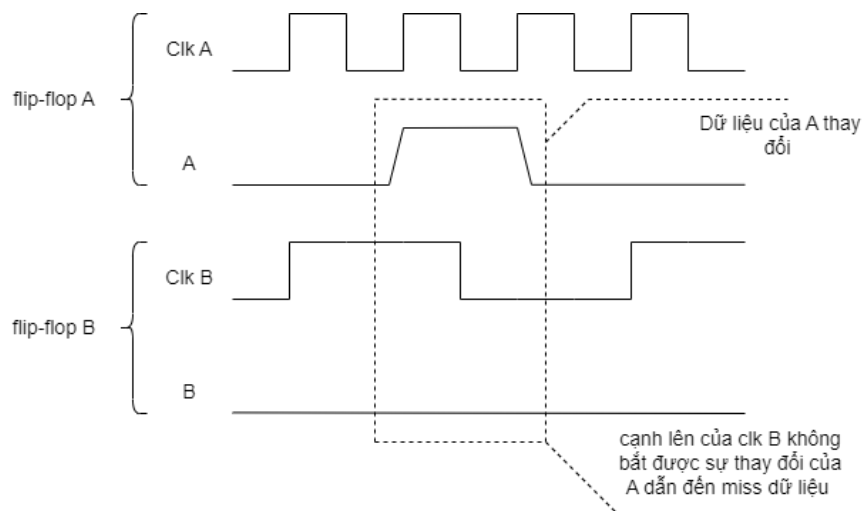 Clk A
flip-flop A
Dữ liệu của A thay
đổi
A
Clk B
flip-flop B
B
cạnh lên của clk B không
bắt được sự thay đổi của
A dẫn đến miss dữ liệu